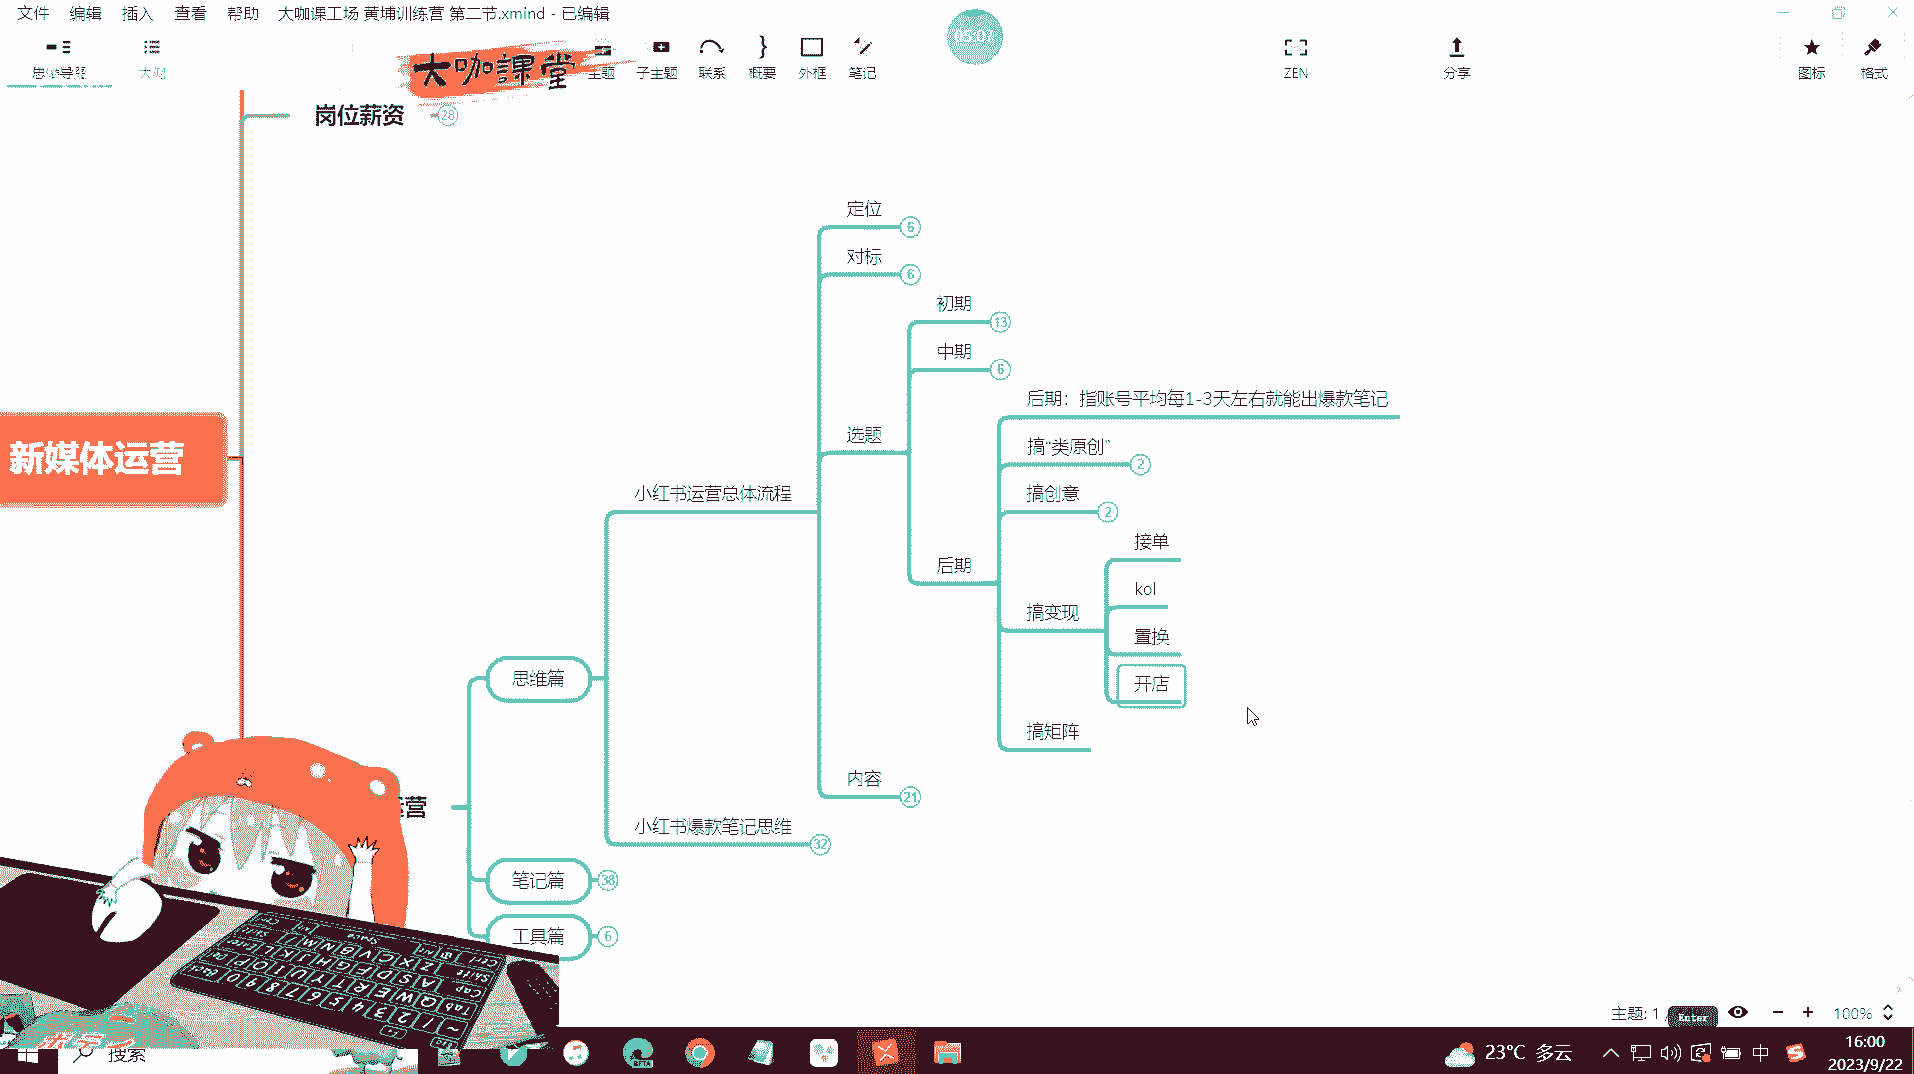 文件 编辑 插入 查看 帮助 大咖课工场 黄埔训练营 第二节.xmind - 已编辑
05:07
思维导图 大纲 大咖課堂 主题 子主题 联系 概要 外框 笔记 ZEN 分享 图标 格式
岗位薪资 28
定位 6
对标 6
初期 13
中期 6
后期：指账号平均每1-3天左右就能出爆款笔记
选题
搞“类原创” 2
新媒体运营
小红书运营总体流程
搞创意 2
接单
后期
kol
搞变现
置换
思维篇
开店
搞矩阵
内容 21
运营
小红书爆款笔记思维 32
笔记篇 38
工具篇 6
主题: 1 / Enter 100%
搜索
BETA
23°C 多云 中
16:00
2023/9/22